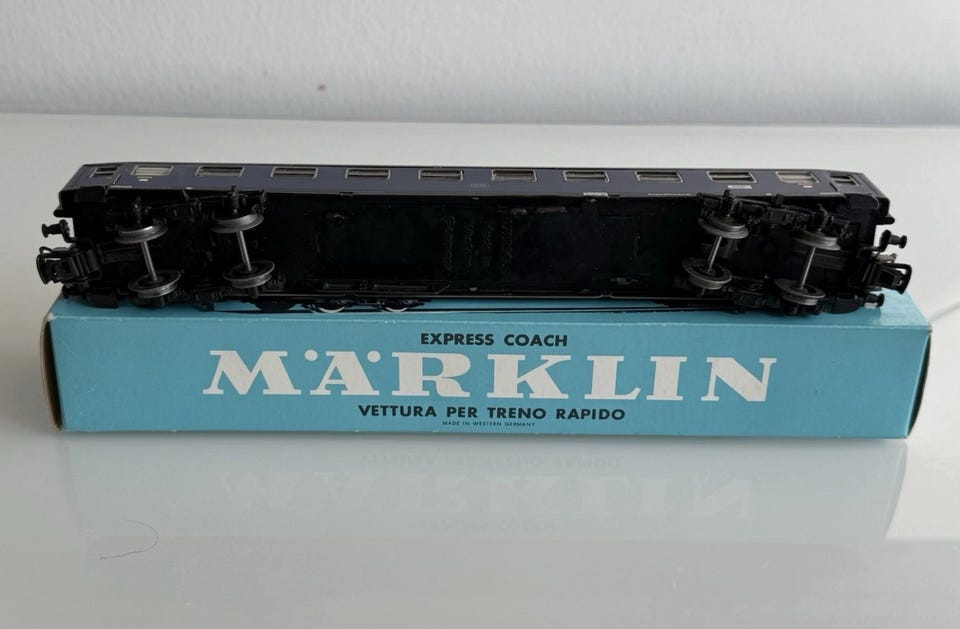 EXPRESS COACH
MÄRKLIN
VETTURA PER TRENO RAPIDO
MADE IN WESTERN GERMANY